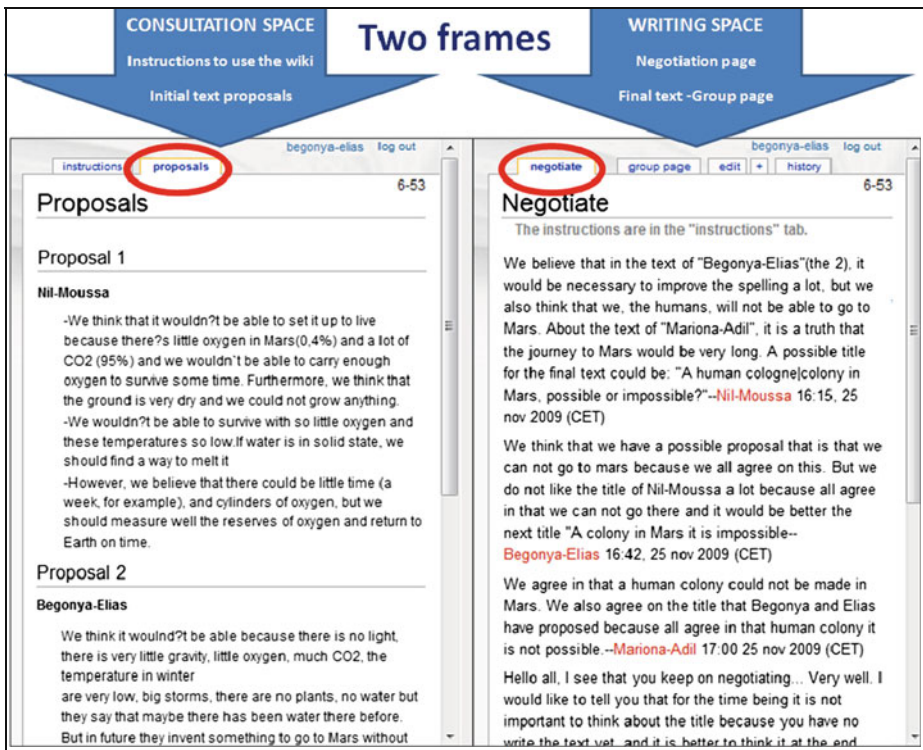 CONSULTATION SPACE
Instructions to use the wiki
Initial text proposals
Two frames
WRITING SPACE
Negotiation page
Final text -Group page
begonya-elias log out
instructions proposals
6-53
Proposals
Proposal 1
Nil-Moussa
-We think that it wouldn?t be able to set it up to live
because there?s little oxygen in Mars(0,4%) and a lot of
CO2 (95%) and we wouldn`t be able to carry enough
oxygen to survive some time. Furthermore, we think that
the ground is very dry and we could not grow anything.
-We wouldn?t be able to survive with so little oxygen and
these temperatures so low.If water is in solid state, we
should find a way to melt it
-However, we believe that there could be little time (a
week, for example), and cylinders of oxygen, but we
should measure well the reserves of oxygen and return to
Earth on time.
Proposal 2
Begonya-Elias
We think it woulnd?t be able because there is no light,
there is very little gravity, little oxygen, much CO2, the
temperature in winter
are very low, big storms, there are no plants, no water but
they say that maybe there has been water there before.
But in future they invent something to go to Mars without
begonya-elias log out
negotiate group page edit + history
6-53
Negotiate
The instructions are in the "instructions" tab.
We believe that in the text of "Begonya-Elias"(the 2), it
would be necessary to improve the spelling a lot, but we
also think that we, the humans, will not be able to go to
Mars. About the text of "Mariona-Adil", it is a truth that
the journey to Mars would be very long. A possible title
for the final text could be: "A human cologne|colony in
Mars, possible or impossible?"--Nil-Moussa 16:15, 25
nov 2009 (CET)
We think that we have a possible proposal that is that we
can not go to mars because we all agree on this. But we
do not like the title of Nil-Moussa a lot because all agree
in that we can not go there and it would be better the
next title "A colony in Mars it is impossible--
Begonya-Elias 16:42, 25 nov 2009 (CET)
We agree in that a human colony could not be made in
Mars. We also agree on the title that Begonya and Elias
have proposed because all agree in that human colony it
is not possible.--Mariona-Adil 17:00 25 nov 2009 (CET)
Hello all, I see that you keep on negotiating... Very well. I
would like to tell you that for the time being it is not
important to think about the title because you have no
write the text yet, and it is better to think it at the end